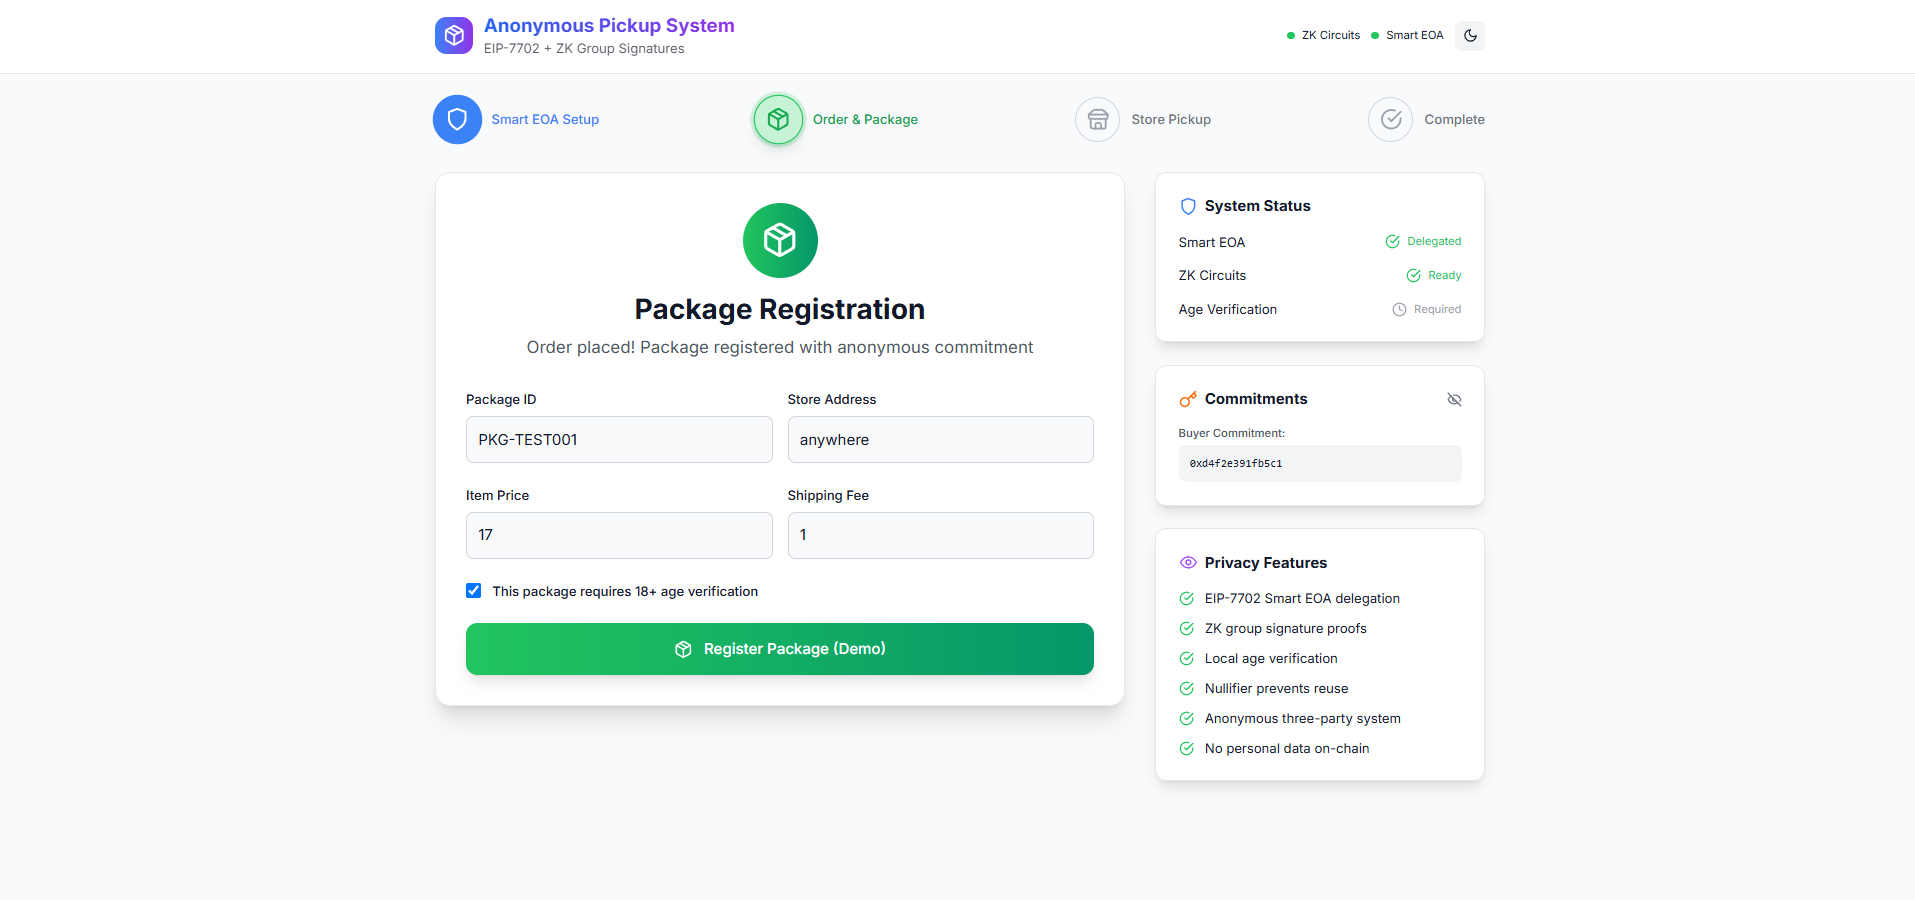 Anonymous Pickup System
EIP-7702 + ZK Group Signatures
ZK Circuits
Smart EOA
Smart EOA Setup
Order & Package
Store Pickup
Complete
Package Registration
Order placed! Package registered with anonymous commitment
Package ID
Store Address
PKG-TEST001
anywhere
Item Price
Shipping Fee
17
1
This package requires 18+ age verification
Register Package (Demo)
System Status
Smart EOA
Delegated
ZK Circuits
Ready
Age Verification
Required
Commitments
Buyer Commitment:
0xd4f2e391fb5c1
Privacy Features
EIP-7702 Smart EOA delegation
ZK group signature proofs
Local age verification
Nullifier prevents reuse
Anonymous three-party system
No personal data on-chain